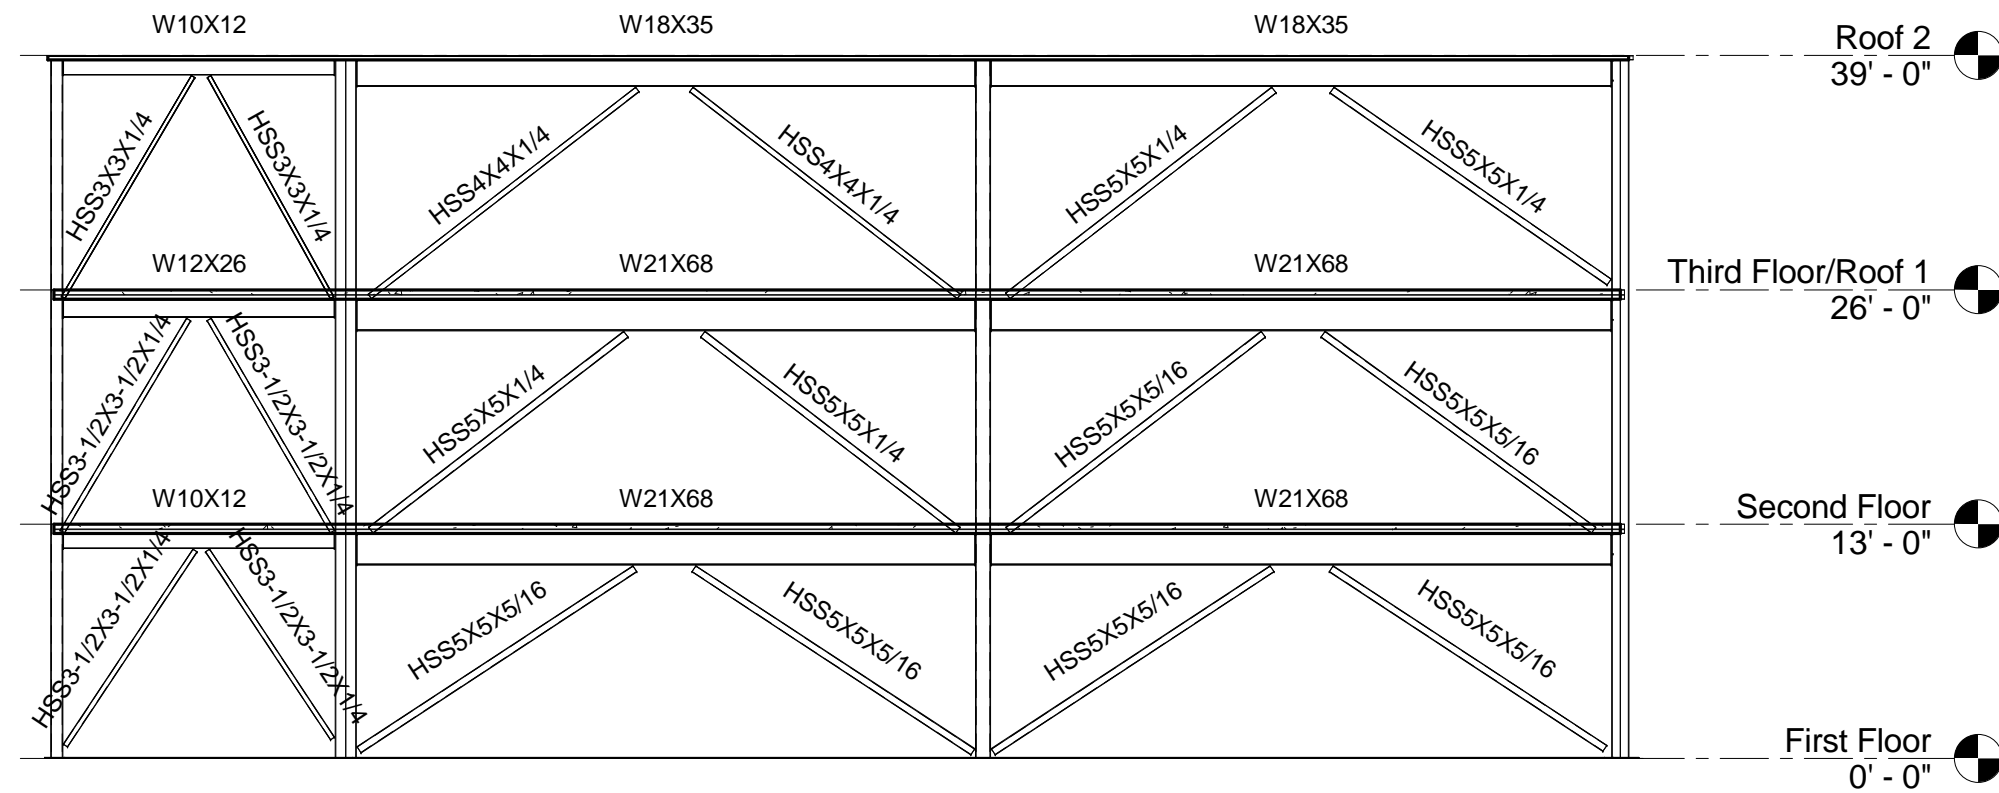 W10X12
W18X35
W18X35
Roof 2
39' - 0"
HSS3X3X1/4
HSS3X3X1/4
HSS4X4X1/4
HSS4X4X1/4
HSS5X5X1/4
HSS5X5X1/4
W12X26
W21X68
W21X68
Third Floor/Roof 1
26' - 0"
HSS3-1/2X3-1/2X1/4
HSS3-1/2X3-1/2X1/4
HSS5X5X1/4
HSS5X5X1/4
HSS5X5X5/16
HSS5X5X5/16
W10X12
W21X68
W21X68
Second Floor
13' - 0"
HSS3-1/2X3-1/2X1/4
HSS3-1/2X3-1/2X1/4
HSS5X5X5/16
HSS5X5X5/16
HSS5X5X5/16
HSS5X5X5/16
First Floor
0' - 0"